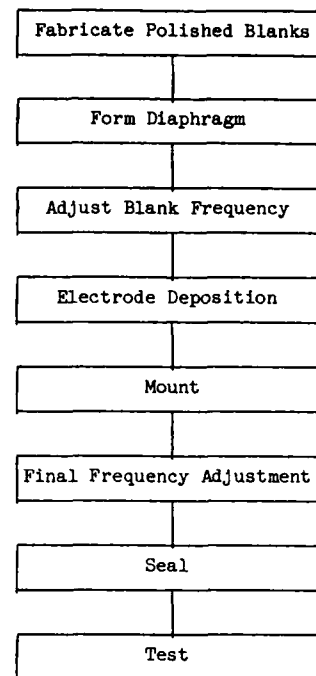 Fabricate Polished Blanks
Form Diaphragm
Adjust Blank Frequency
Electrode Deposition
Mount
Final Frequency Adjustment
Seal
Test